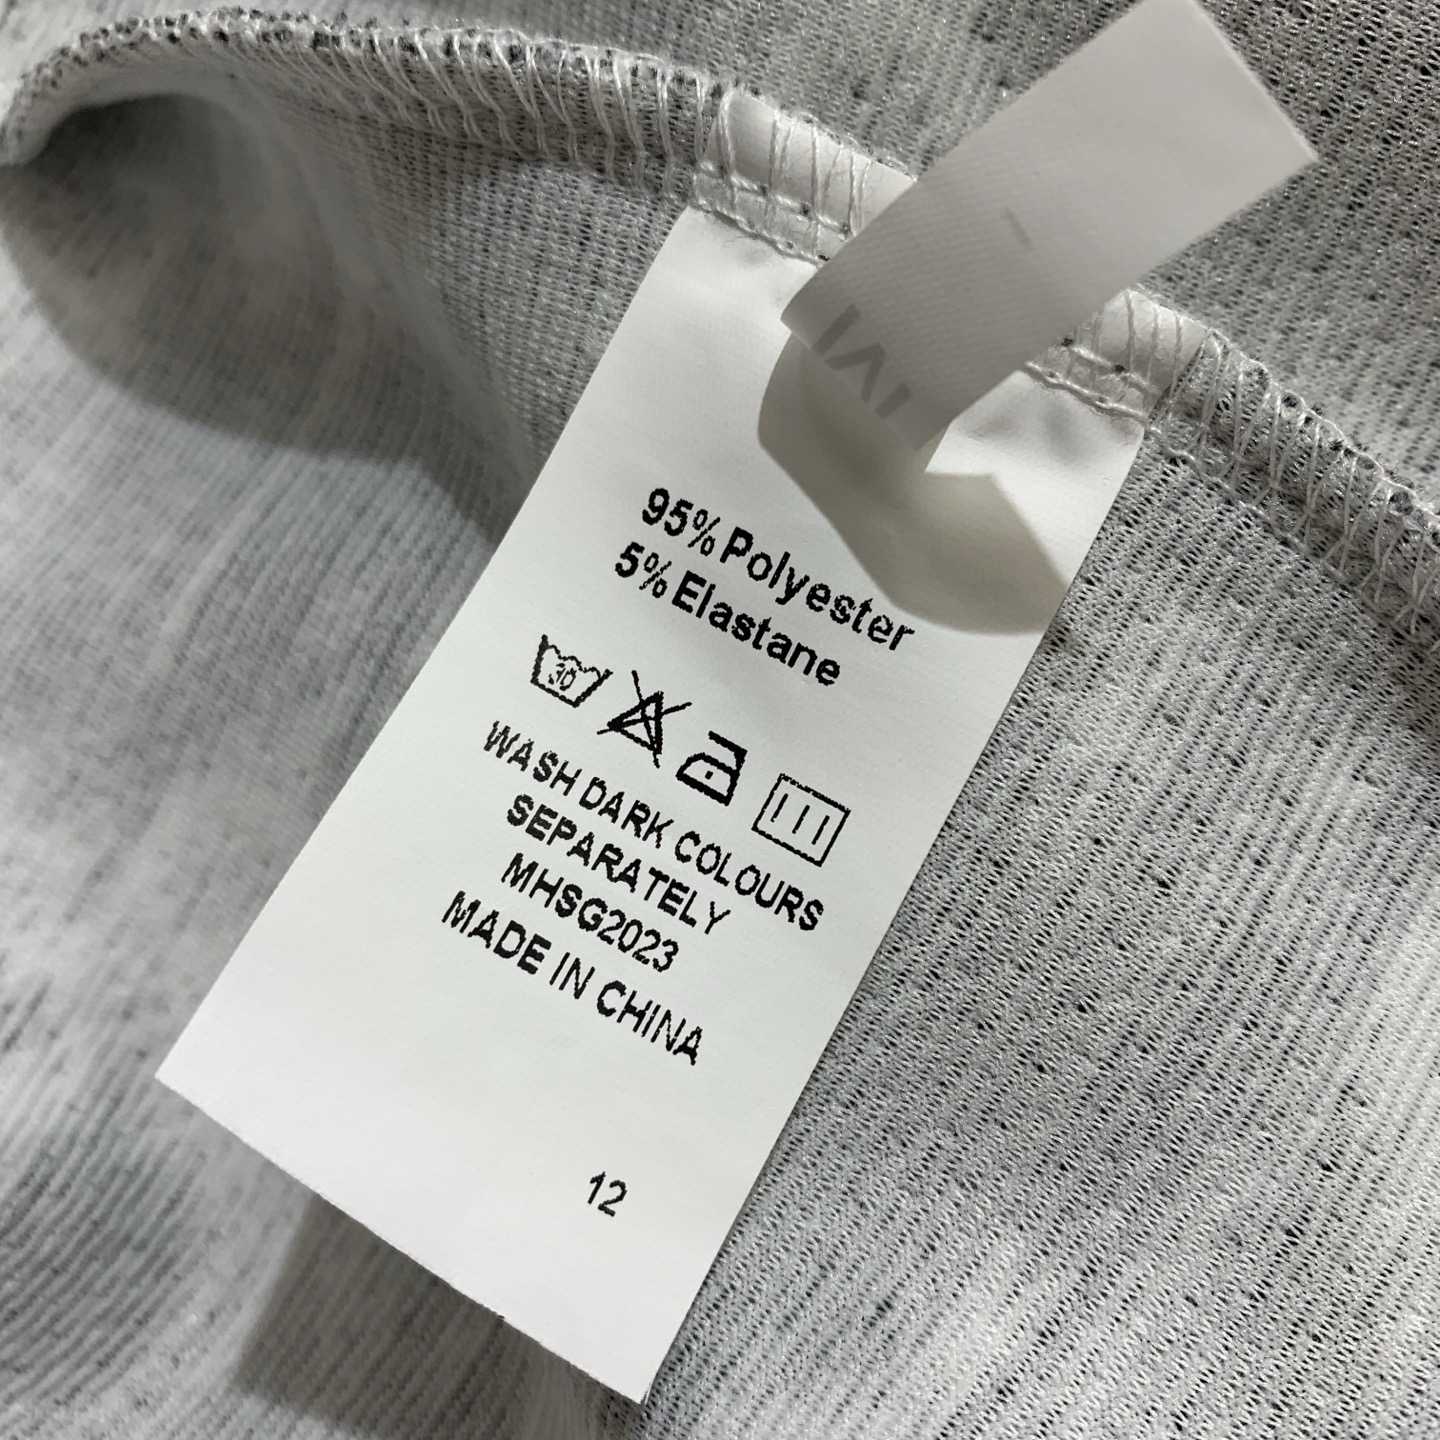 95% Polyester
5% Elastane
30
WASH DARK COLOURS
SEPARATELY
MHSG2023
MADE IN CHINA
12